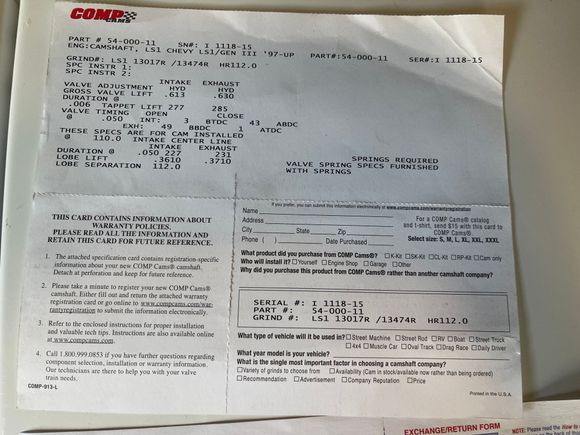 COMP CAMS
PART # 54-000-11 SN#: I 1118-15
ENG:CAMSHAFT, LS1 CHEVY LS1/GEN III '97-UP PART#:54-000-11 SER#:I 1118-15
GRIND#: LS1 13017R /13474R HR112.0
SPC INSTR 1:
SPC INSTR 2:
INTAKE EXHAUST
VALVE ADJUSTMENT HYD HYD
GROSS VALVE LIFT .613 .630
DURATION @
.006 TAPPET LIFT 277 285
VALVE TIMING OPEN CLOSE
@ .050 INT: 3 BTDC 43 ABDC
EXH: 49 BBDC 1 ATDC
THESE SPECS ARE FOR CAM INSTALLED
@ 110.0 INTAKE CENTER LINE
INTAKE EXHAUST
DURATION @ .050 227 231
LOBE LIFT .3610 .3710
LOBE SEPARATION 112.0
SPRINGS REQUIRED
VALVE SPRING SPECS FURNISHED
WITH SPRINGS
THIS CARD CONTAINS INFORMATION ABOUT
WARRANTY POLICIES,
PLEASE READ ALL THE INFORMATION AND
RETAIN THIS CARD FOR FUTURE REFERENCE.
1. The attached specification card contains registration-specific
information about your new COMP Cams® camshaft.
Detach at perforation and keep for future reference.
2. Please take a minute to register your new COMP Cams®
camshaft. Either fill out and return the attached warranty
registration card or go online to www.compcams.com/war-
rantyregistration to submit the information electronically.
3. Refer to the enclosed instructions for proper installation
and valuable tech tips. Instructions are also available online
at www.compcams.com.
4. Call 1.800.999.0853 if you have further questions regarding
component selection, installation or warranty information.
Our technicians are there to help you with your valve
train needs.
COMP-913-L
If you prefer, you can submit this information electronically at www.compcams.com/warrantyregistration
Name
Address
City State Zip
Phone ( ) Date Purchased
For a COMP Cams® catalog
and t-shirt, send $15 with this card to
COMP Cams®.
Select size: S, M, L, XL, XXL, XXXL
What product did you purchase from COMP Cams®? K-Kit SK-Kit CL-Kit RP-Kit Cam only
Who will install it? Yourself Engine Shop Garage Other
Why did you purchase this product from COMP Cams® rather than another camshaft company?
SERIAL #: I 1118-15
PART #: 54-000-11
GRIND #: LS1 13017R /13474R HR112.0
What type of vehicle will it be used in? Street Machine Street Rod RV Boat Street Truck
4x4 Muscle Car Oval Track Drag Race Daily Driver
What year model is your vehicle?
What is the single most important factor in choosing a camshaft company?
Variety of grinds to choose from Availability (Cam in stock/available now rather than being ordered)
Recommendation Advertisement Company Reputation Price
Printed in the U.S.A.
EXCHANGE/RETURN FORM
NOTE: Please read the How to